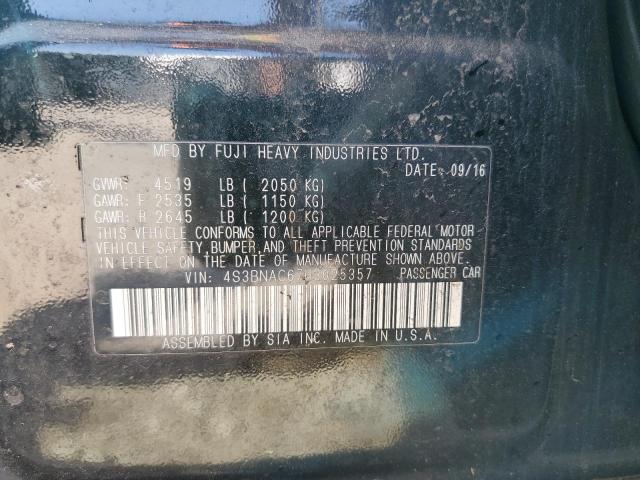 MFD BY FUJI HEAVY INDUSTRIES LTD.
DATE: 09/16
GVWR: 4519 LB ( 2050 KG)
GAWR: F 2535 LB ( 1150 KG)
GAWR: R 2645 LB ( 1200 KG)
THIS VEHICLE CONFORMS TO ALL APPLICABLE FEDERAL MOTOR
VEHICLE SAFETY, BUMPER, AND THEFT PREVENTION STANDARDS
IN EFFECT ON THE DATE OF MANUFACTURE SHOWN ABOVE.
VIN: PASSENGER CAR
ASSEMBLED BY SIA INC. MADE IN U.S.A.